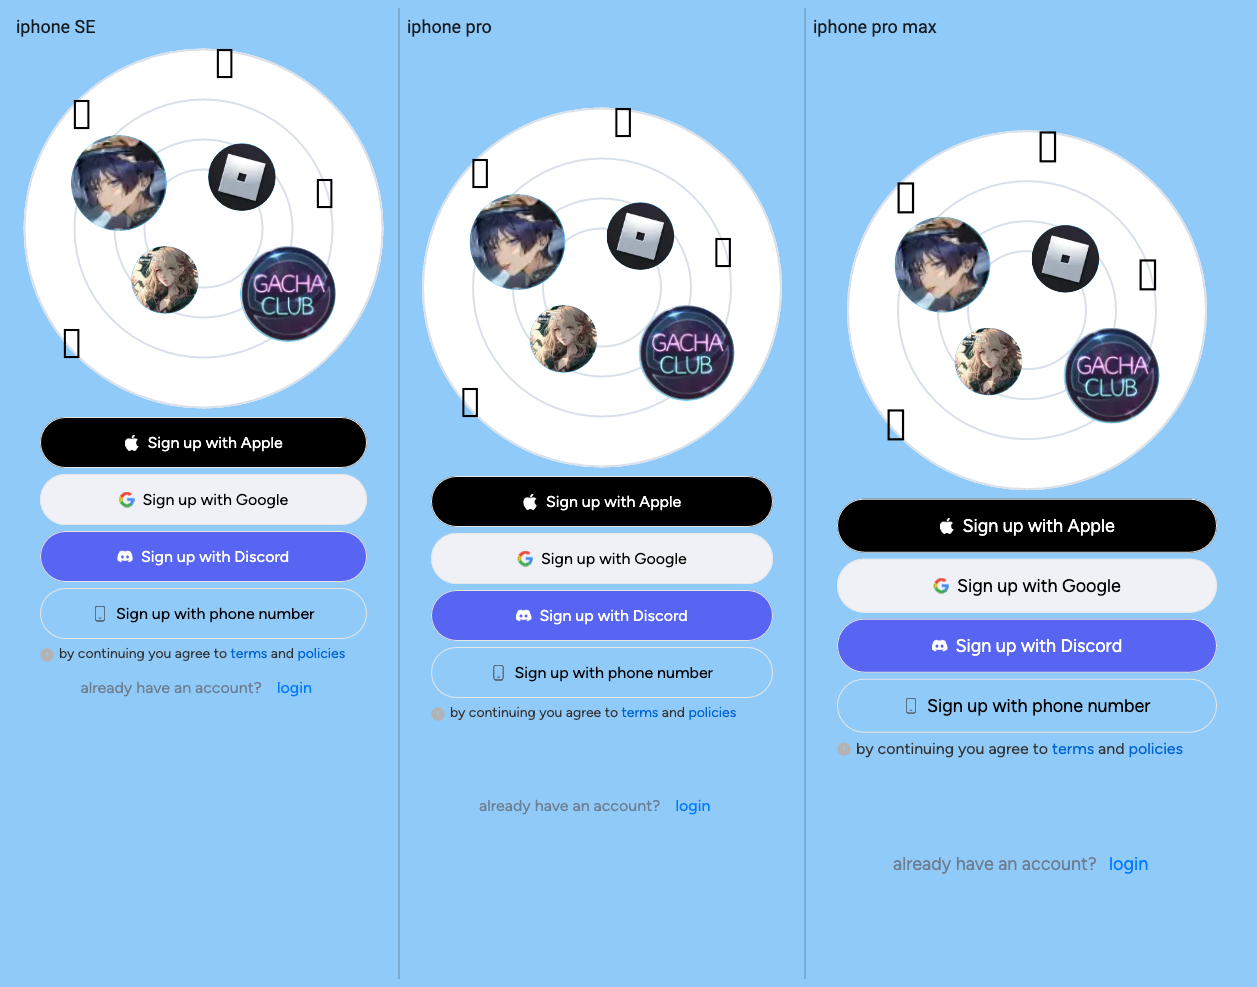 iphone SE
GACHA
CLUB
Sign up with Apple
Sign up with Google
Sign up with Discord
Sign up with phone number
by continuing you agree to terms and policies
already have an account? login
iphone pro
GACHA
CLUB
Sign up with Apple
Sign up with Google
Sign up with Discord
Sign up with phone number
by continuing you agree to terms and policies
already have an account? login
iphone pro max
GACHA
CLUB
Sign up with Apple
Sign up with Google
Sign up with Discord
Sign up with phone number
by continuing you agree to terms and policies
already have an account? login